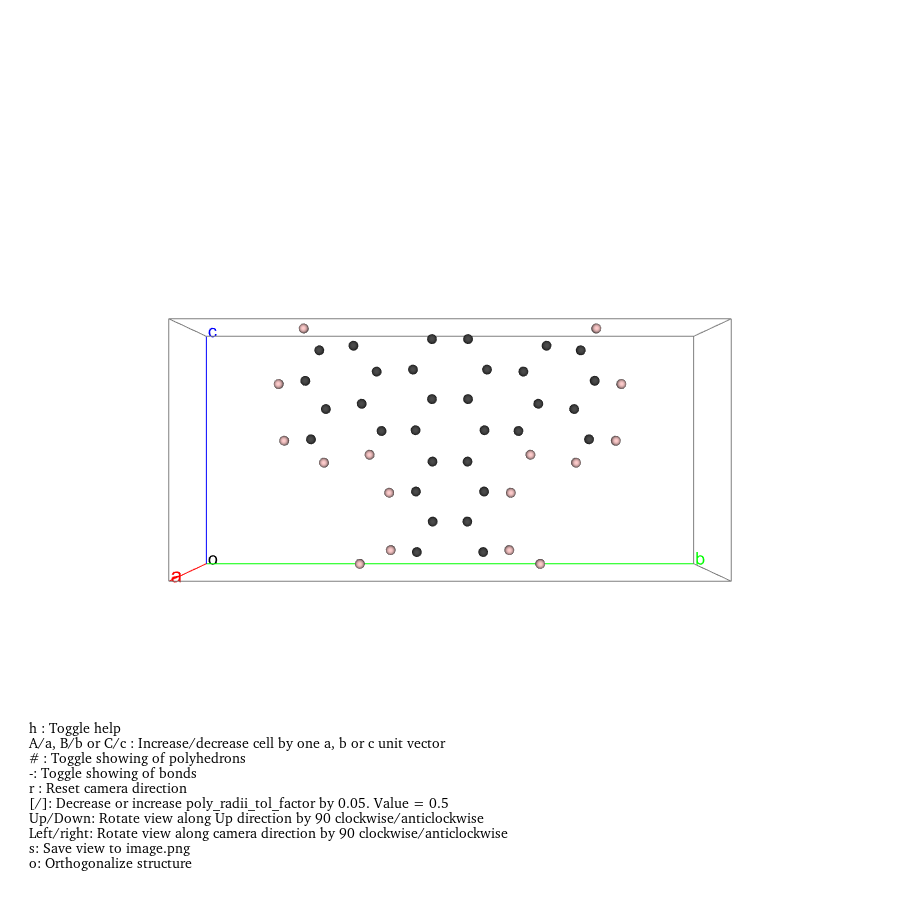 c
o
b
a
h : Toggle help
A/a, B/b or C/c : Increase/decrease cell by one a, b or c unit vector
# : Toggle showing of polyhedrons
-: Toggle showing of bonds
r : Reset camera direction
[/]: Decrease or increase poly_radii_tol_factor by 0.05. Value = 0.5
Up/Down: Rotate view along Up direction by 90 clockwise/anticlockwise
Left/right: Rotate view along camera direction by 90 clockwise/anticlockwise
s: Save view to image.png
o: Orthogonalize structure